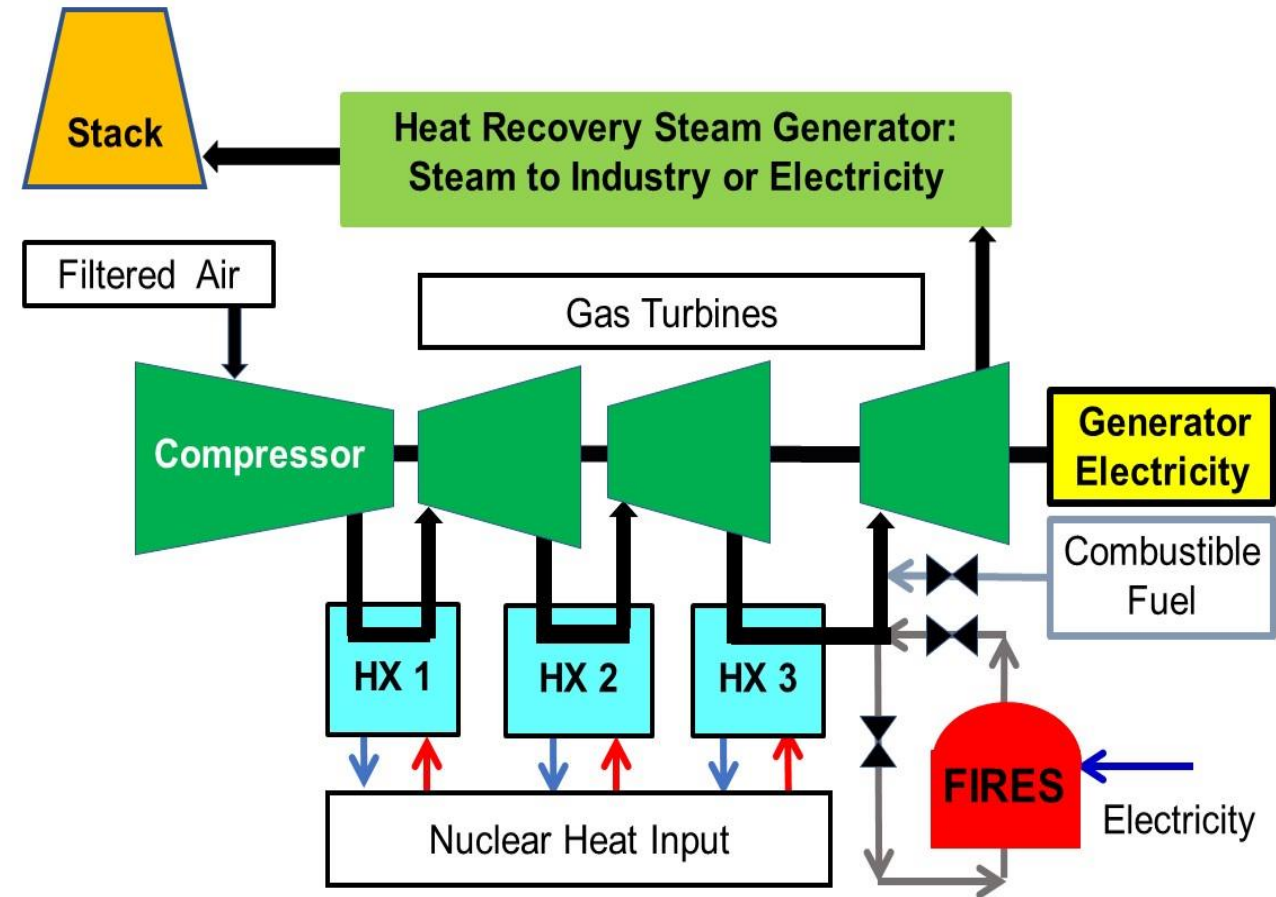 Stack
Heat Recovery Steam Generator:
Steam to Industry or Electricity
Filtered Air
Gas Turbines
Compressor
Generator
Electricity
Combustible
Fuel
HX 1
HX 2
HX 3
FIRES
Electricity
Nuclear Heat Input